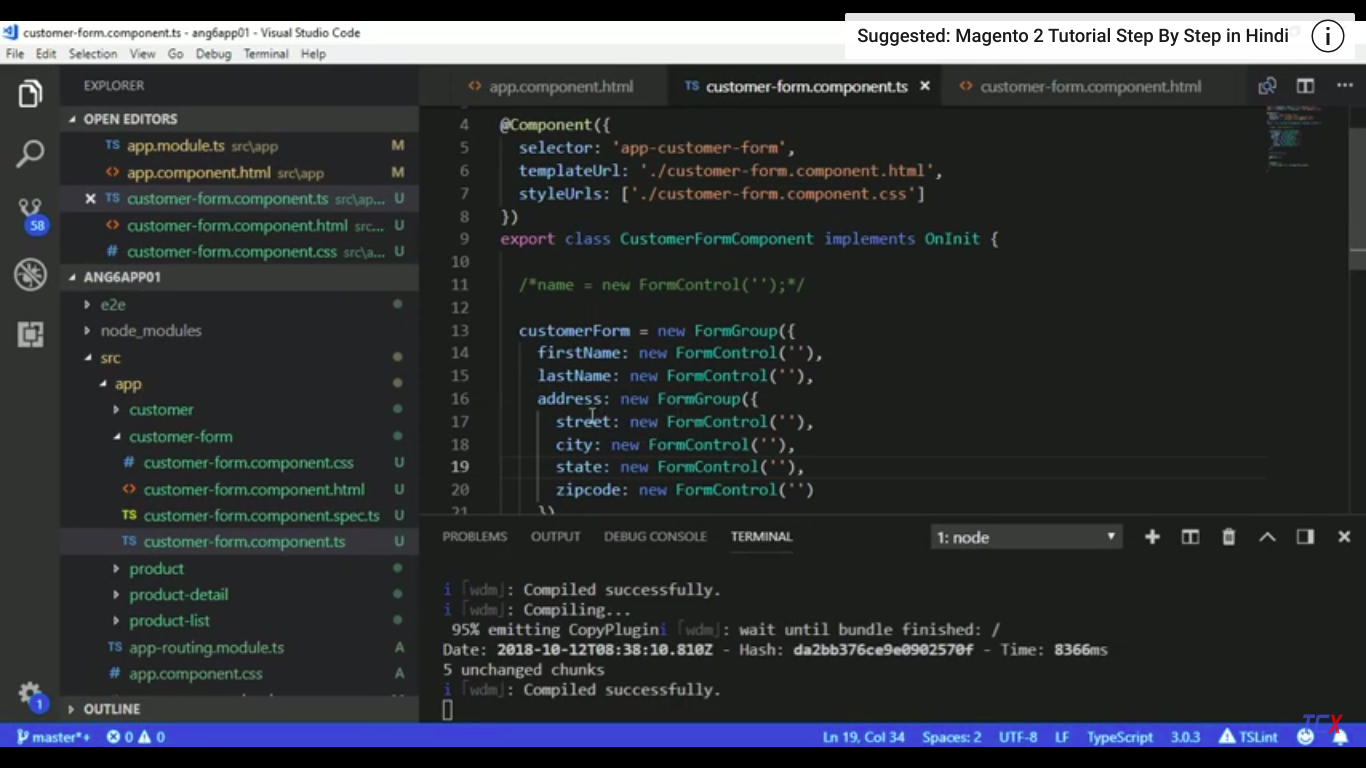 Suggested: Magento 2 Tutorial Step By Step in Hindi
customer-form.component.ts - ang6app01 - Visual Studio Code
File Edit Selection View Go Debug Terminal Help
EXPLORER
OPEN EDITORS
TS app.module.ts src\app M
<> app.component.html src\app M
TS customer-form.component.ts src\ap... U
<> customer-form.component.html src... U
# customer-form.component.css src\a... U
58
ANG6APP01
e2e
node_modules
src
app
customer
customer-form
# customer-form.component.css U
<> customer-form.component.html U
TS customer-form.component.spec.ts U
TS customer-form.component.ts U
product
product-detail
product-list
TS app-routing.module.ts A
# app.component.css A
1
OUTLINE
<> app.component.html TS customer-form.component.ts × <> customer-form.component.html
4 @Component({
5 selector: 'app-customer-form',
6 templateUrl: './customer-form.component.html',
7 styleUrls: ['./customer-form.component.css']
8 })
9 export class CustomerFormComponent implements OnInit {
10
11 /*name = new FormControl('');*/
12
13 customerForm = new FormGroup({
14 firstName: new FormControl(''),
15 lastName: new FormControl(''),
16 address: new FormGroup({
17 street: new FormControl(''),
18 city: new FormControl(''),
19 state: new FormControl(''),
20 zipcode: new FormControl('')
21 })
PROBLEMS OUTPUT DEBUG CONSOLE TERMINAL 1: node
i ｢wdm｣: Compiled successfully.
i ｢wdm｣: Compiling...
95% emitting CopyPlugini ｢wdm｣: wait until bundle finished: /
Date: 2018-10-12T08:38:10.810Z - Hash: da2bb376ce9e0902570f - Time: 8366ms
5 unchanged chunks
i ｢wdm｣: Compiled successfully.
master*+ 0 0 Ln 19, Col 34 Spaces: 2 UTF-8 LF TypeScript 3.0.3 TSLint